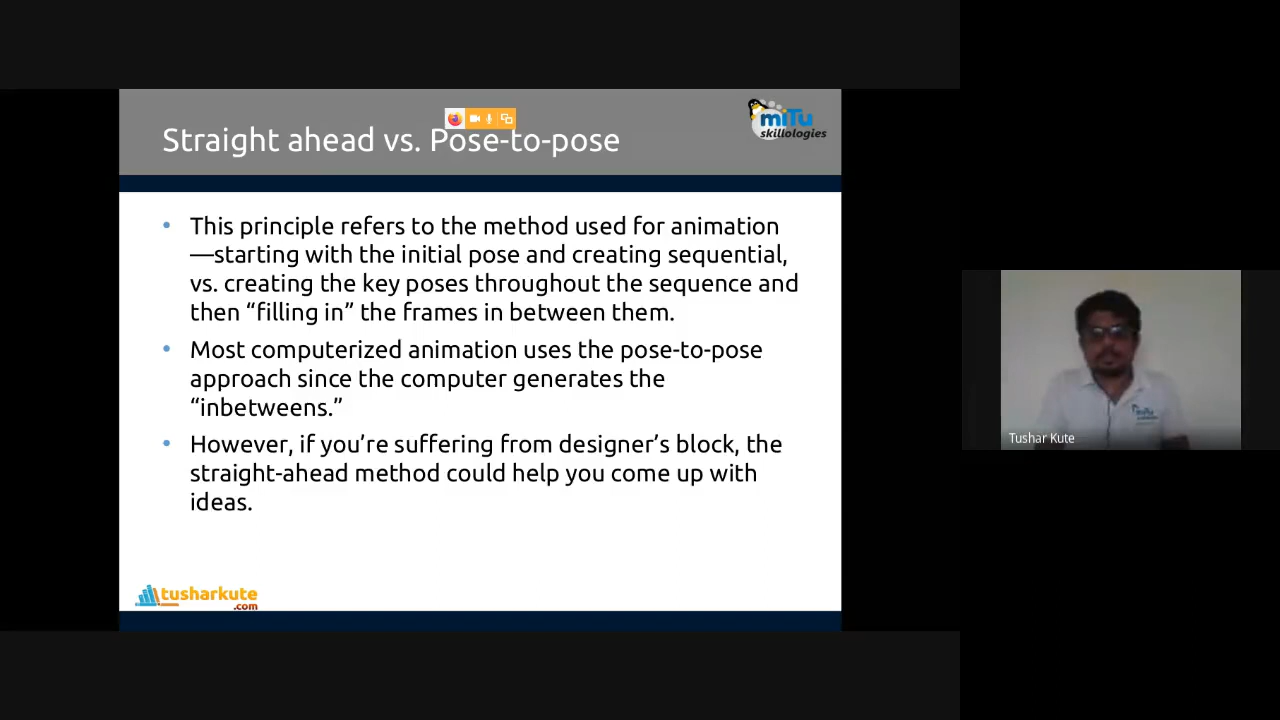 miTu
skillologies
Straight ahead vs. Pose-to-pose
• This principle refers to the method used for animation
—starting with the initial pose and creating sequential,
vs. creating the key poses throughout the sequence and
then “filling in” the frames in between them.
• Most computerized animation uses the pose-to-pose
approach since the computer generates the
“inbetweens.”
• However, if you’re suffering from designer’s block, the
straight-ahead method could help you come up with
ideas.
tusharkute
.com
miTu
Tushar Kute